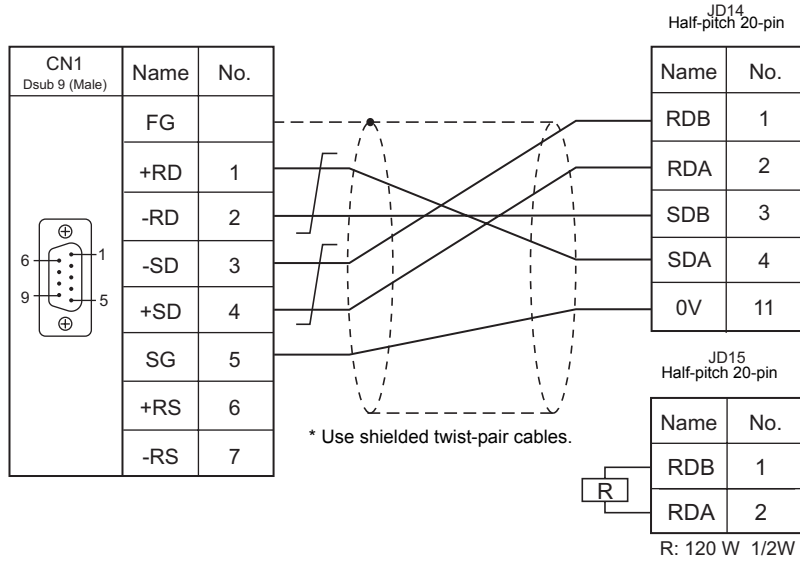 JD14
Half-pitch 20-pin
CN1
Dsub 9 (Male)
Name No.
FG
+RD 1
-RD 2
-SD 3
+SD 4
SG 5
+RS 6
-RS 7
6
9
1
5
Name No.
RDB 1
RDA 2
SDB 3
SDA 4
0V 11
* Use shielded twist-pair cables.
JD15
Half-pitch 20-pin
Name No.
RDB 1
RDA 2
R
R: 120 W 1/2W